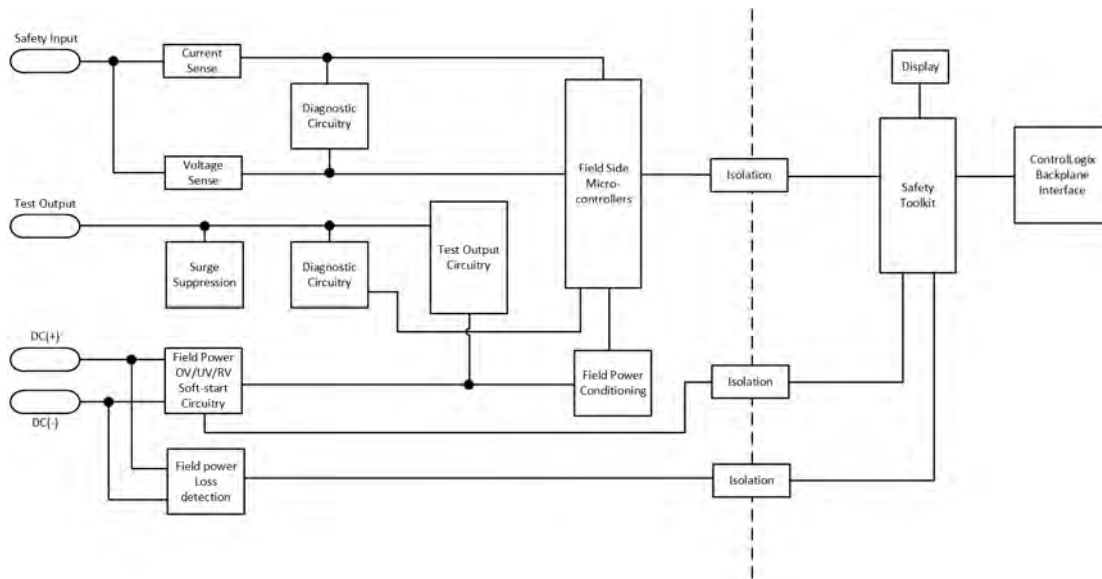 Safety Input
Current
Sense
Diagnostic
Circuitry
Voltage
Sense
Field Side
Micro-
controllers
Isolation
Display
Safety
Toolkit
ControlLogix
Backplane
Interface
Test Output
Surge
Suppression
Diagnostic
Circuitry
Test Output
Circuitry
DC(+)
DC(-)
Field Power
OV/UV/RV
Soft-start
Circuitry
Field Power
Conditioning
Isolation
Field power
Loss
detection
Isolation